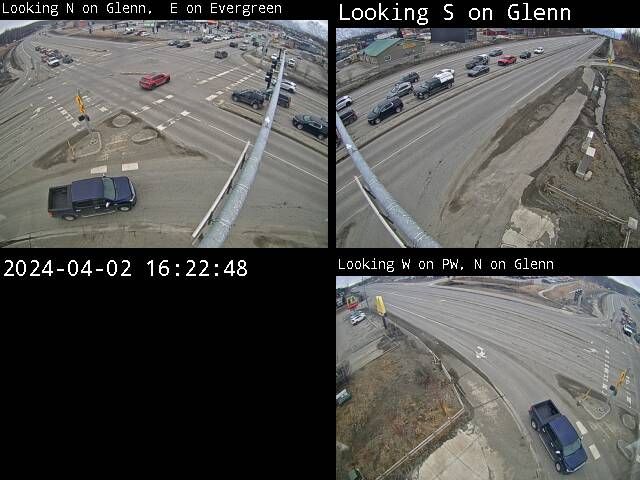 Looking N on Glenn,  E on Evergreen
Looking S on Glenn
2024-04-02 16:22:48
Looking W on PW, N on Glenn